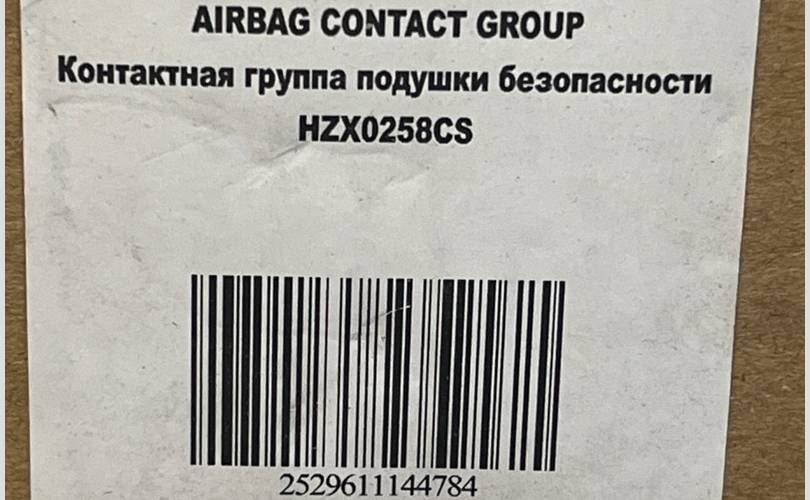 AIRBAG CONTACT GROUP
Контактная группа подушки безопасности
HZX0258CS
2529611144784